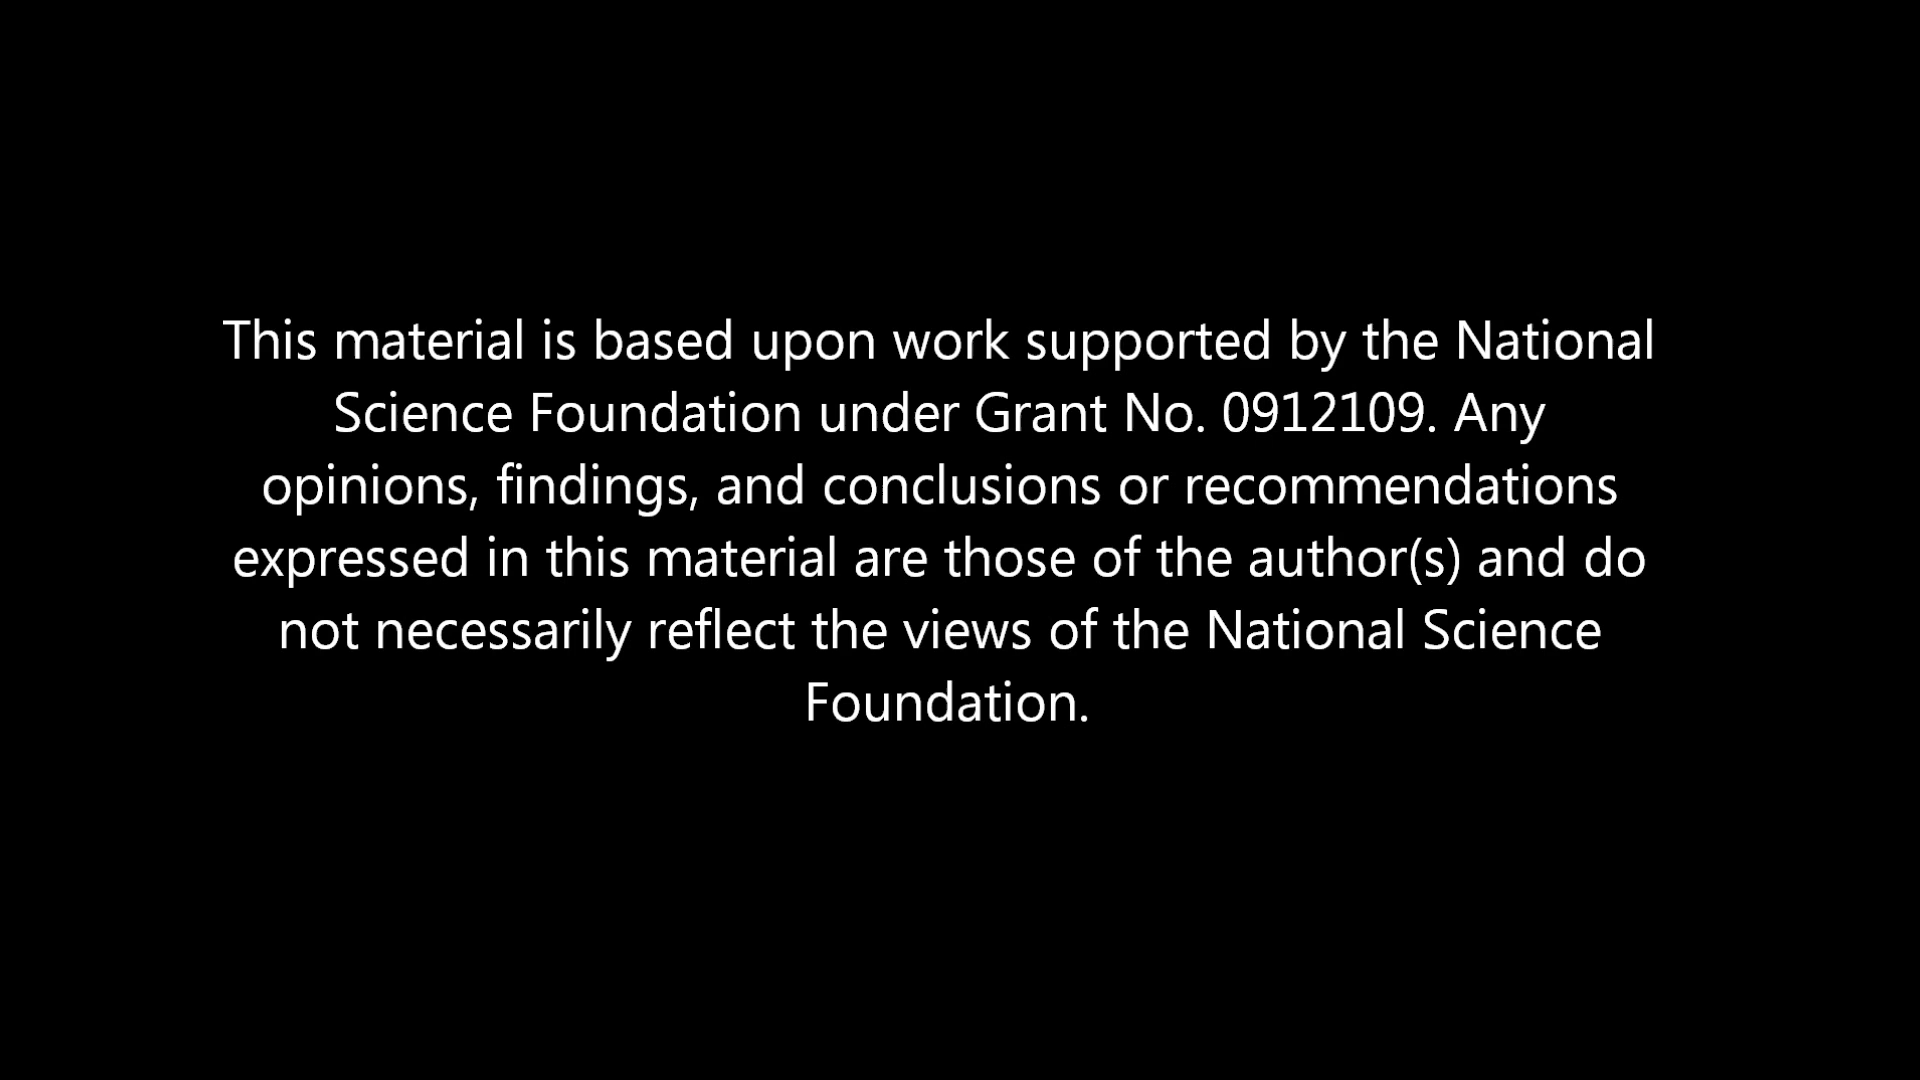 This material is based upon work supported by the National
Science Foundation under Grant No. 0912109. Any
opinions, findings, and conclusions or recommendations
expressed in this material are those of the author(s) and do
not necessarily reflect the views of the National Science
Foundation.